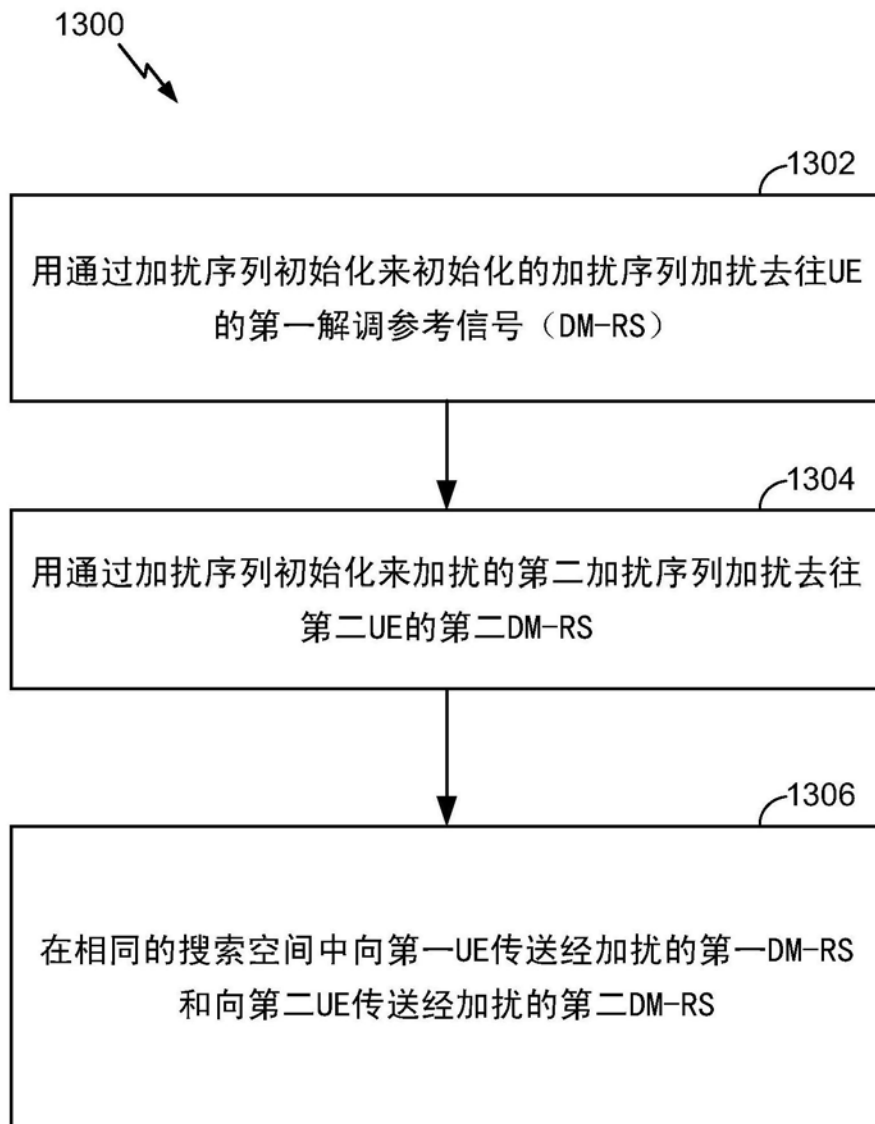 1300
1302
用通过加扰序列初始化来初始化的加扰序列加扰去往UE
的第一解调参考信号（DM-RS）
1304
用通过加扰序列初始化来加扰的第二加扰序列加扰去往
第二UE的第二DM-RS
1306
在相同的搜索空间中向第一UE传送经加扰的第一DM-RS
和向第二UE传送经加扰的第二DM-RS